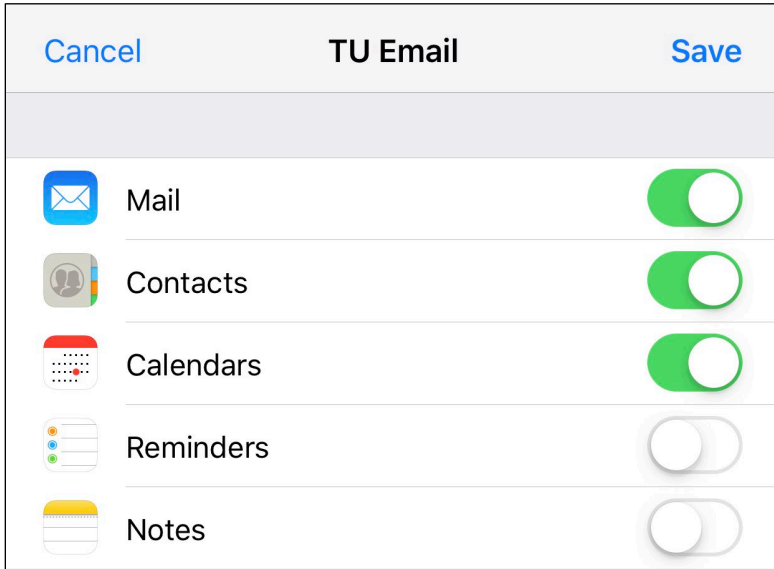 Cancel TU Email Save
Mail
Contacts
Calendars
Reminders
Notes